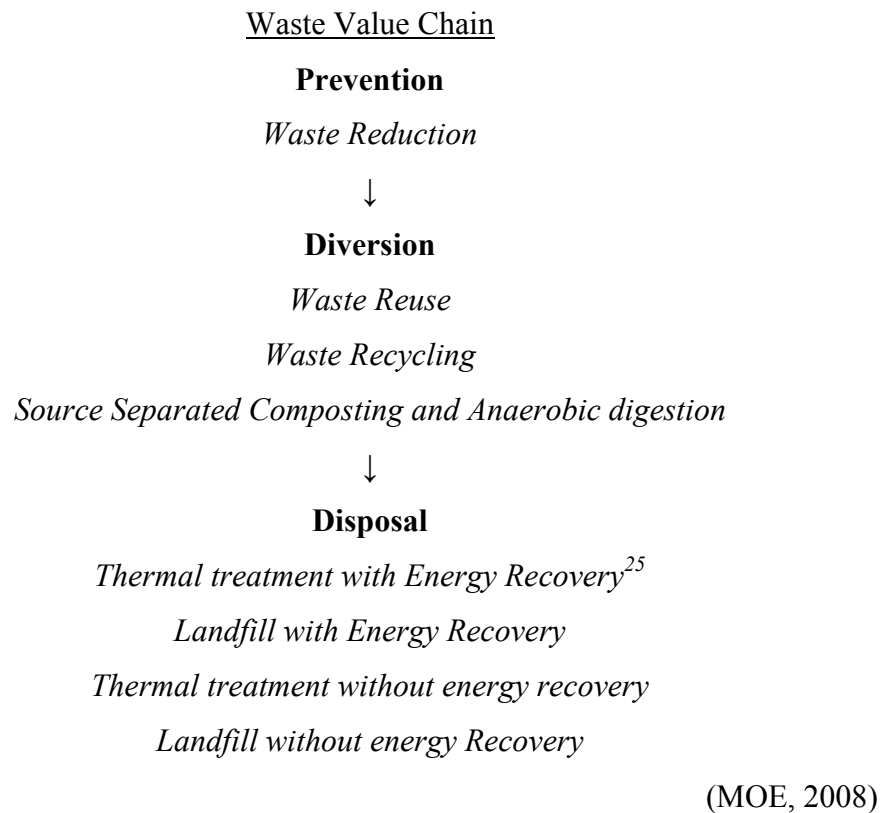 Waste Value Chain
Prevention
Waste Reduction
↓
Diversion
Waste Reuse
Waste Recycling
Source Separated Composting and Anaerobic digestion
↓
Disposal
Thermal treatment with Energy Recovery25
Landfill with Energy Recovery
Thermal treatment without energy recovery
Landfill without energy Recovery
(MOE, 2008)